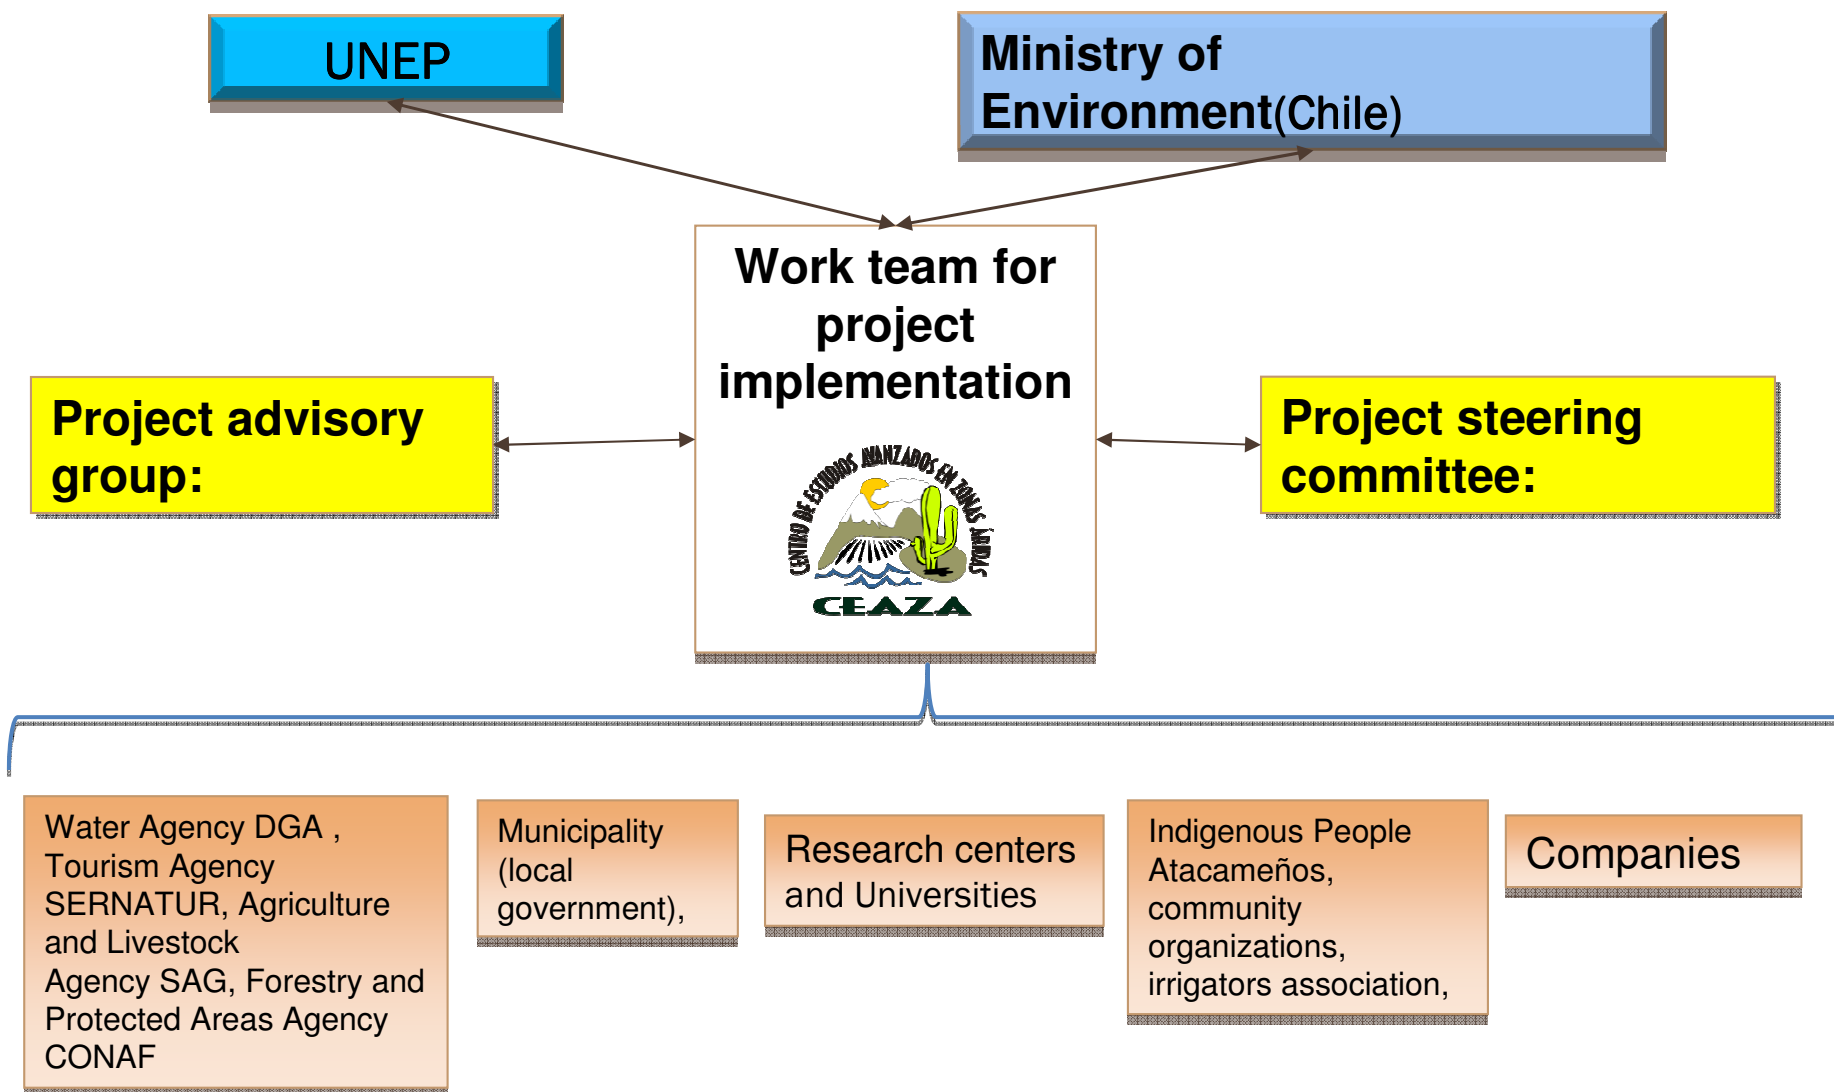 UNEP
Ministry of
Environment(Chile)
Work team for
project
implementation
Project advisory
group:
Project steering
committee:
CENTRO DE ESTUDIOS AVANZADOS EN ZONAS ÁRIDAS
CEAZA
Water Agency DGA ,
Tourism Agency
SERNATUR, Agriculture
and Livestock
Agency SAG, Forestry and
Protected Areas Agency
CONAF
Municipality
(local
government),
Research centers
and Universities
Indigenous People
Atacameños,
community
organizations,
irrigators association,
Companies